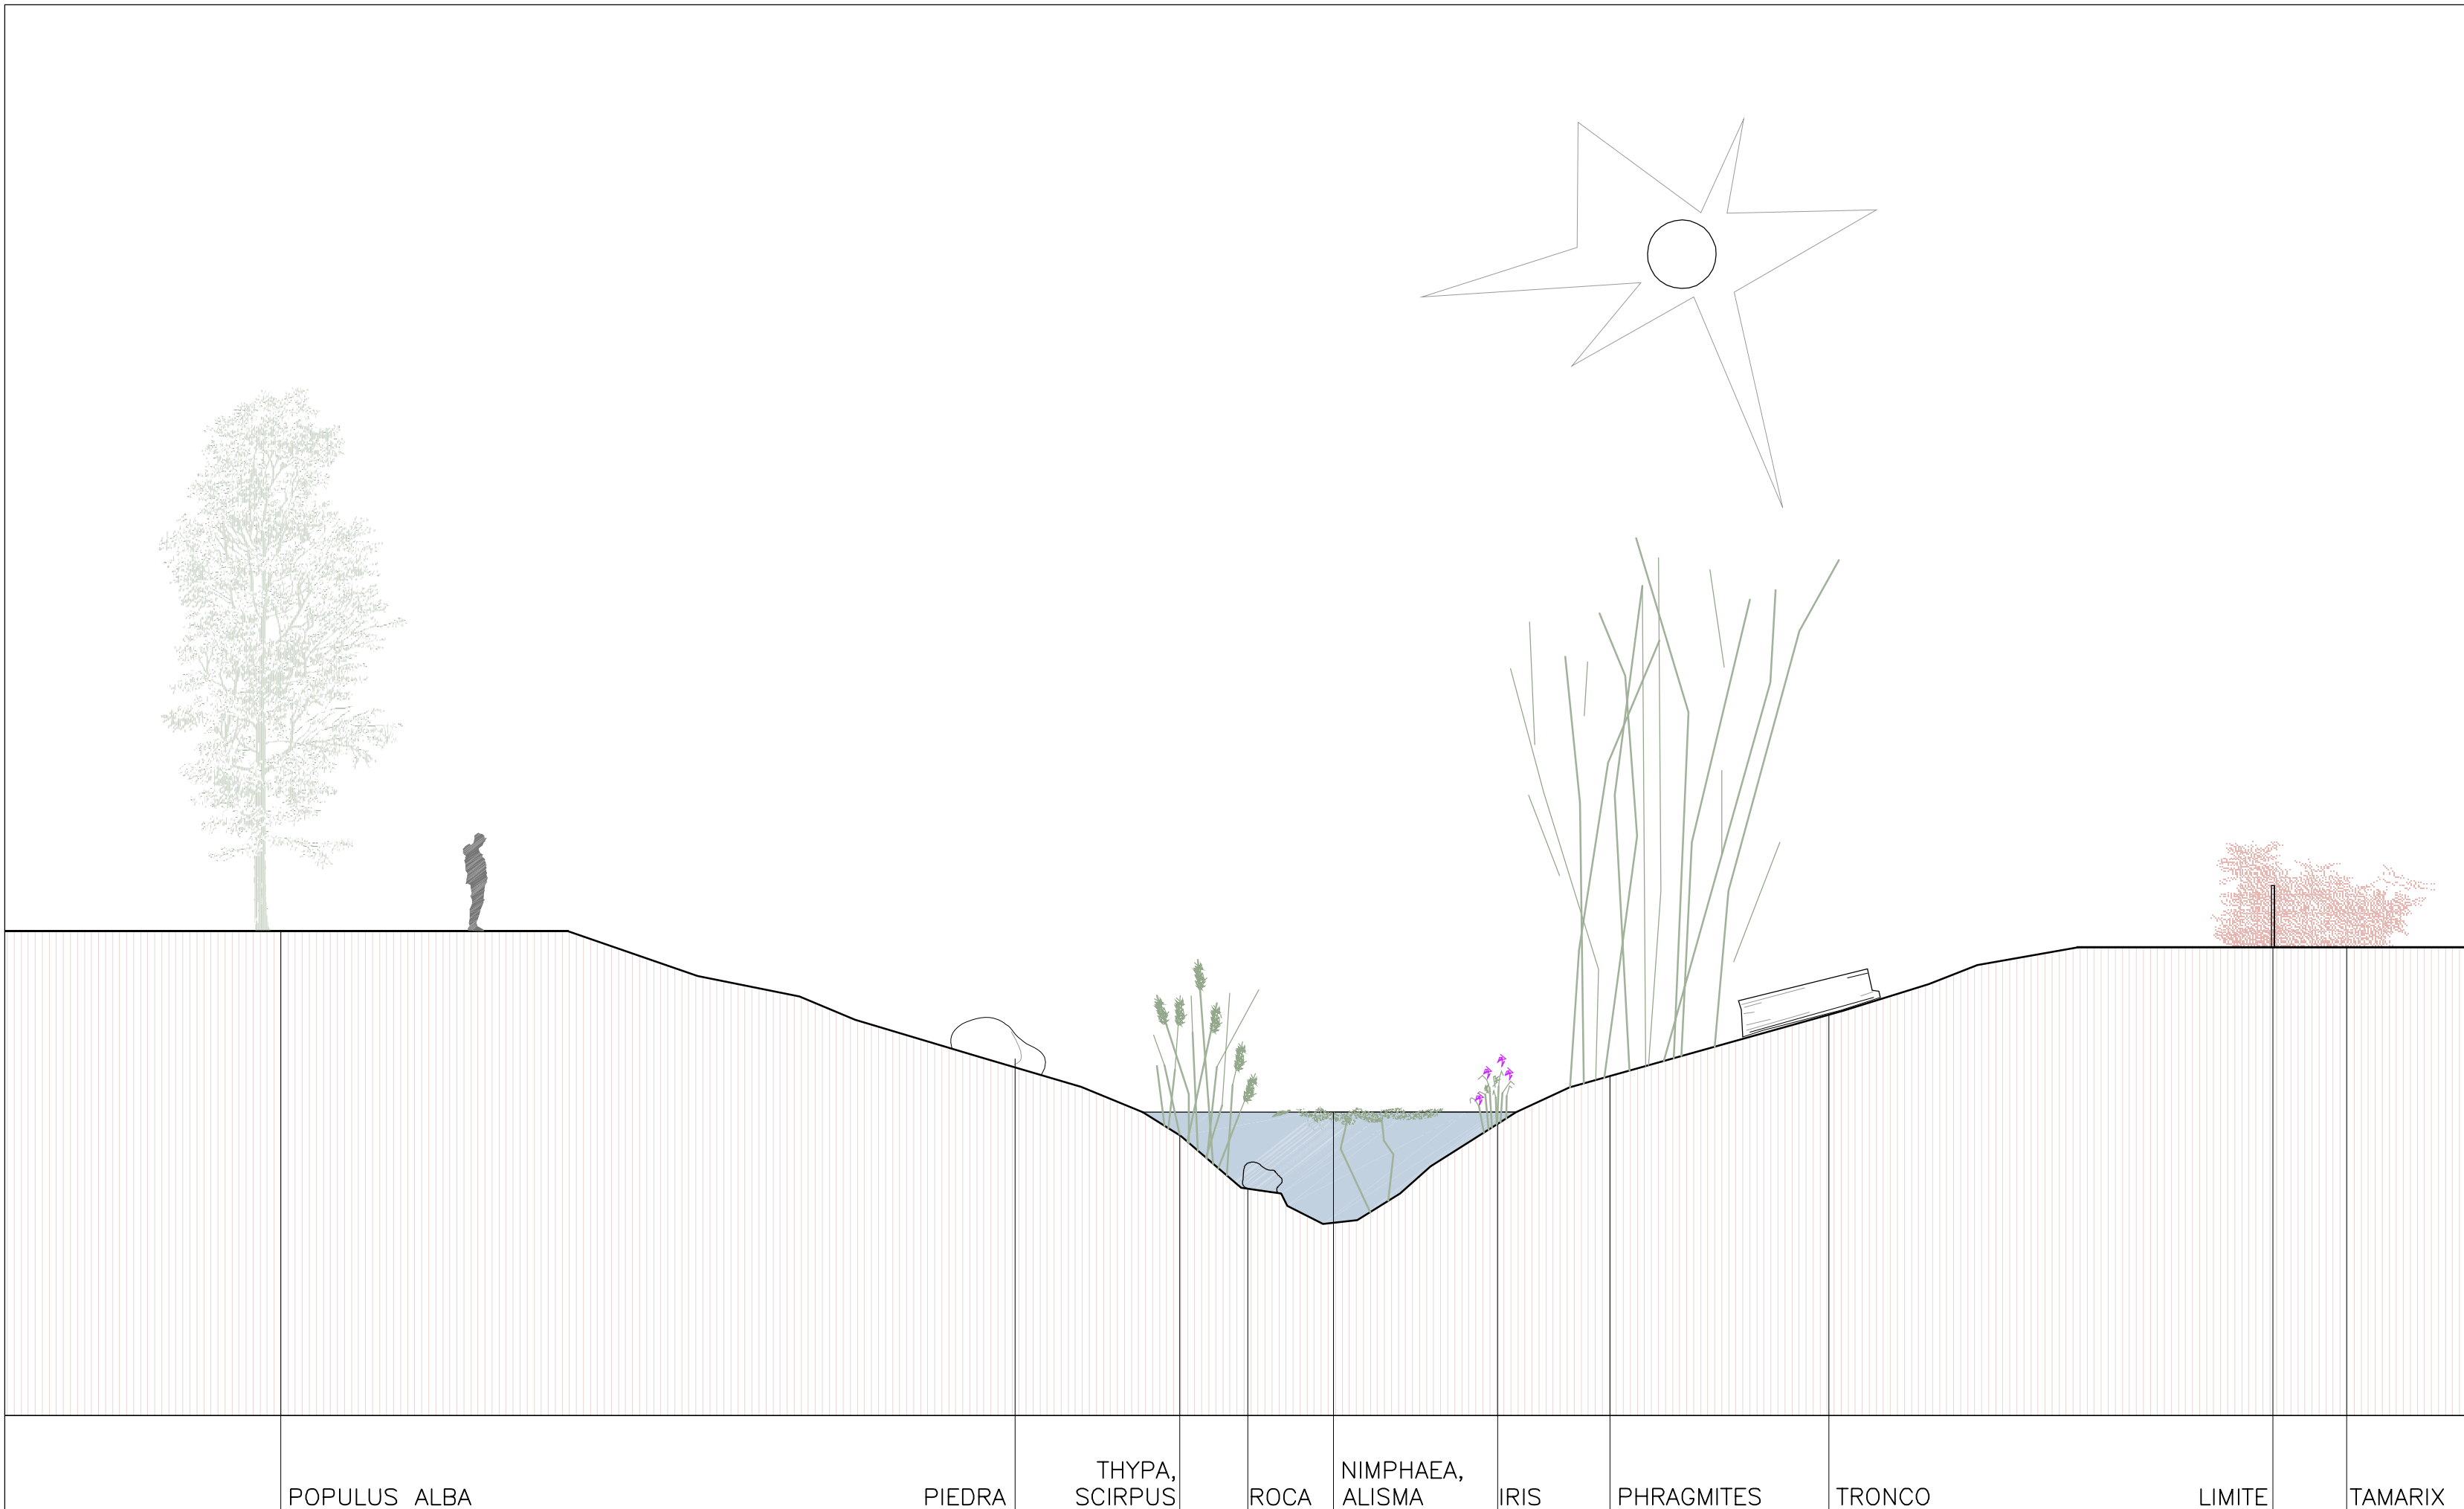 POPULUS ALBA
PIEDRA
THYPA,
SCIRPUS
ROCA
NIMPHAEA,
ALISMA
IRIS
PHRAGMITES
TRONCO
LIMITE
TAMARIX